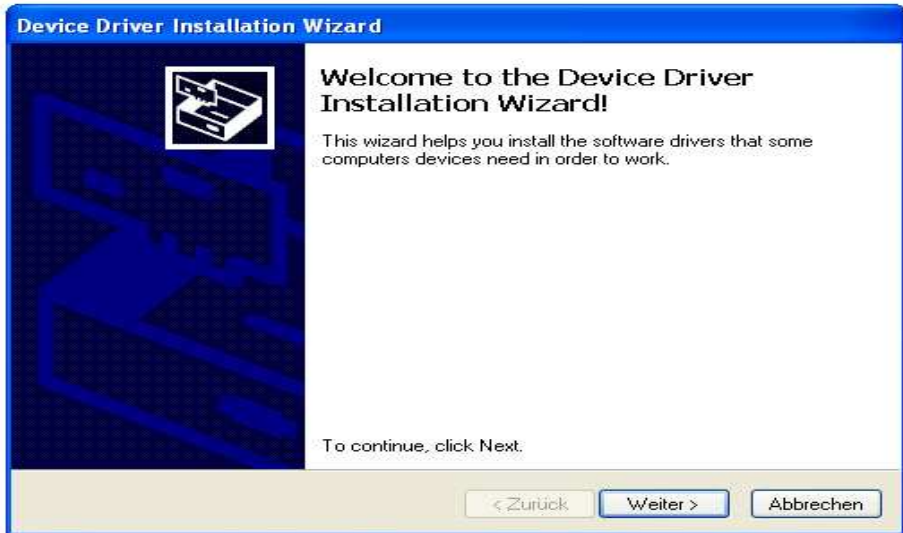 Device Driver Installation Wizard
Welcome to the Device Driver
Installation Wizard!
This wizard helps you install the software drivers that some
computers devices need in order to work.
To continue, click Next.
< Zurück Weiter > Abbrechen